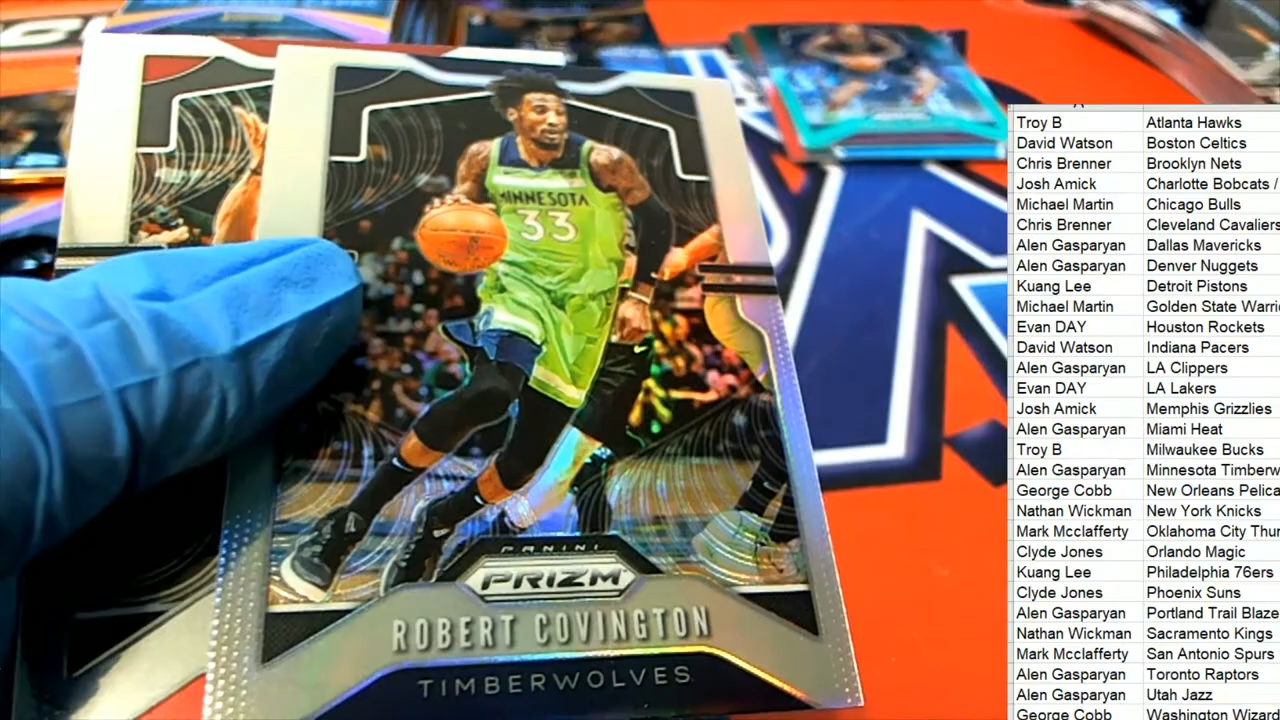 MINNESOTA
33
PANINI
PRIZM
ROBERT COVINGTON
TIMBERWOLVES
Troy B Atlanta Hawks
David Watson Boston Celtics
Chris Brenner Brooklyn Nets
Josh Amick Charlotte Bobcats /
Michael Martin Chicago Bulls
Chris Brenner Cleveland Cavaliers
Alen Gasparyan Dallas Mavericks
Alen Gasparyan Denver Nuggets
Kuang Lee Detroit Pistons
Michael Martin Golden State Warri
Evan DAY Houston Rockets
David Watson Indiana Pacers
Alen Gasparyan LA Clippers
Evan DAY LA Lakers
Josh Amick Memphis Grizzlies
Alen Gasparyan Miami Heat
Troy B Milwaukee Bucks
Alen Gasparyan Minnesota Timberw
George Cobb New Orleans Pelica
Nathan Wickman New York Knicks
Mark Mcclafferty Oklahoma City Thur
Clyde Jones Orlando Magic
Kuang Lee Philadelphia 76ers
Clyde Jones Phoenix Suns
Alen Gasparyan Portland Trail Blaze
Nathan Wickman Sacramento Kings
Mark Mcclafferty San Antonio Spurs
Alen Gasparyan Toronto Raptors
Alen Gasparyan Utah Jazz
George Cobb Washington Wizard